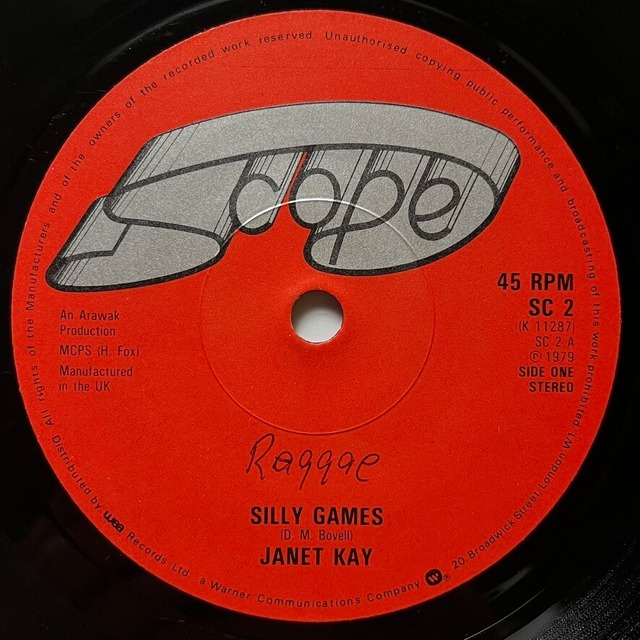 All rights of the Manufacturers and of the owners of the recorded work reserved. Unauthorised copying public performance and broadcasting of this work prohibited
Scope
45 RPM
SC 2
(K 11287)
SC 2 A
℗ 1979
SIDE ONE
STEREO
An Arawak
Production
MCPS (H. Fox)
Manufactured
in the UK
Raggae
SILLY GAMES
(D. M. Bovell)
JANET KAY
Distributed by wea Records Ltd. a Warner Communications Company ® 20 Broadwick Street, London W1